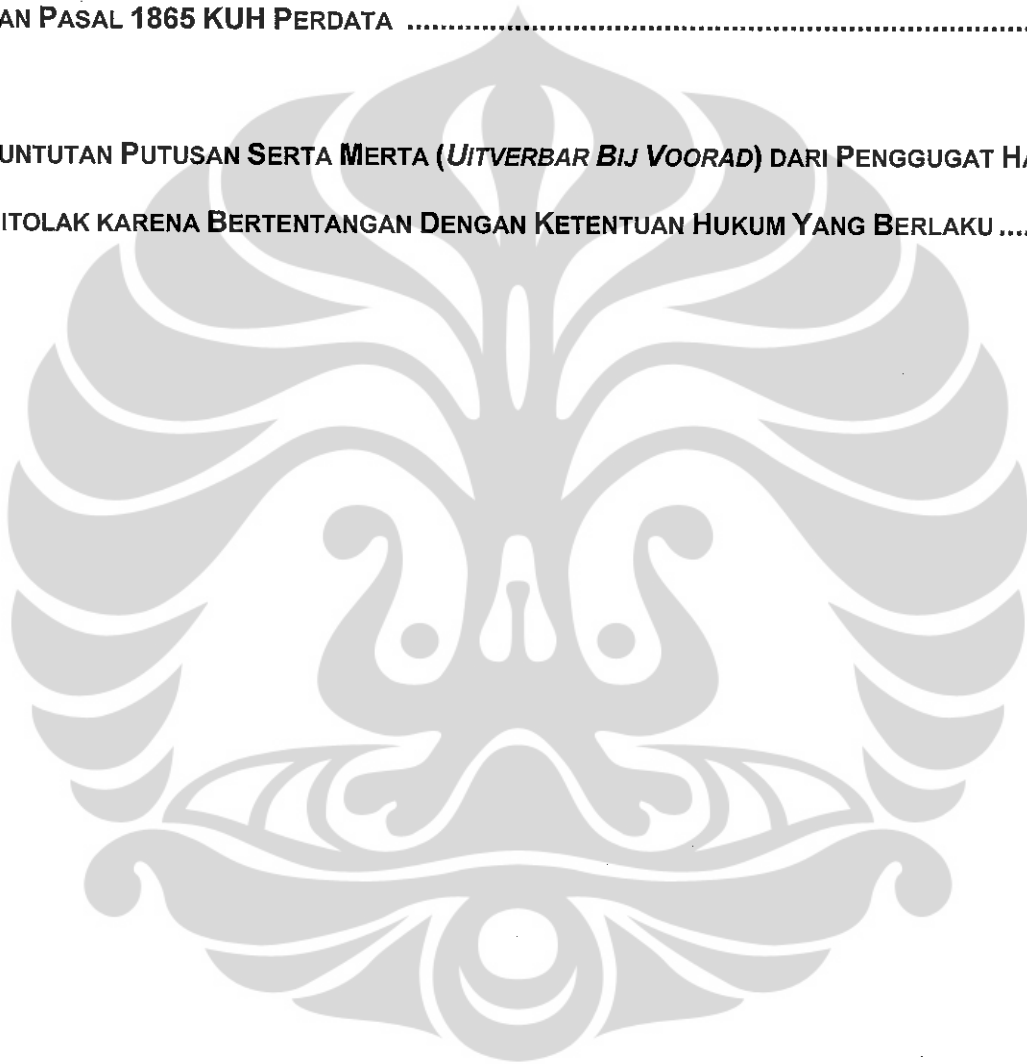 AN PASAL 1865 KUH PERDATA ........................................................................
UNTUTAN PUTUSAN SERTA MERTA (UITVERBAR BIJ VOORAD) DARI PENGGUGAT HA
ITOLAK KARENA BERTENTANGAN DENGAN KETENTUAN HUKUM YANG BERLAKU ....